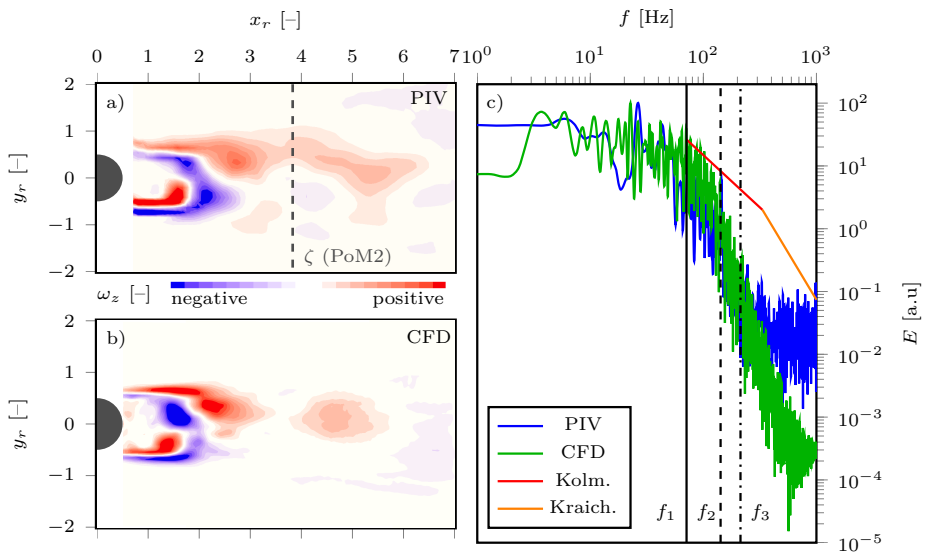 x_r [–]
0 1 2 3 4 5 6 7
2
1
0
−1
−2
y_r [–]
a)
PIV
ζ (PoM2)
ω_z [–]
negative
positive
2
1
0
−1
−2
y_r [–]
b)
CFD
f [Hz]
10^0 10^1 10^2 10^3
c)
10^2
10^1
10^0
10^−1
10^−2
10^−3
10^−4
10^−5
E [a.u]
PIV
CFD
Kolm.
Kraich.
f_1 f_2 f_3